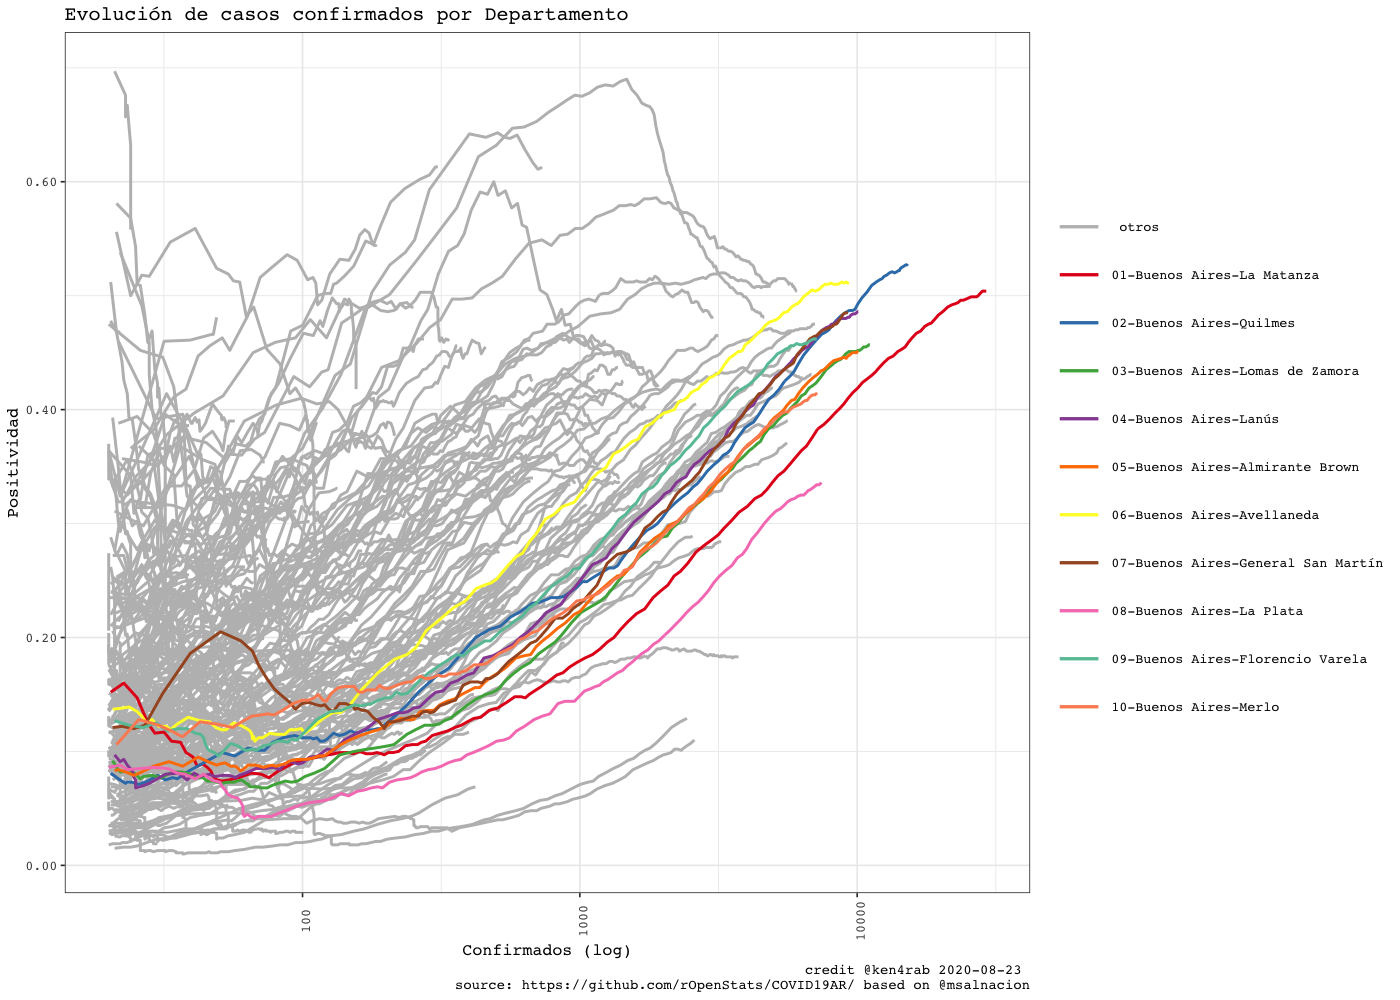 Evolución de casos confirmados por Departamento
Positividad
0.60
0.40
0.20
0.00
100
1000
10000
Confirmados (log)
otros
01-Buenos Aires-La Matanza
02-Buenos Aires-Quilmes
03-Buenos Aires-Lomas de Zamora
04-Buenos Aires-Lanús
05-Buenos Aires-Almirante Brown
06-Buenos Aires-Avellaneda
07-Buenos Aires-General San Martín
08-Buenos Aires-La Plata
09-Buenos Aires-Florencio Varela
10-Buenos Aires-Merlo
credit @ken4rab 2020-08-23
source: https://github.com/rOpenStats/COVID19AR/ based on @msalnacion